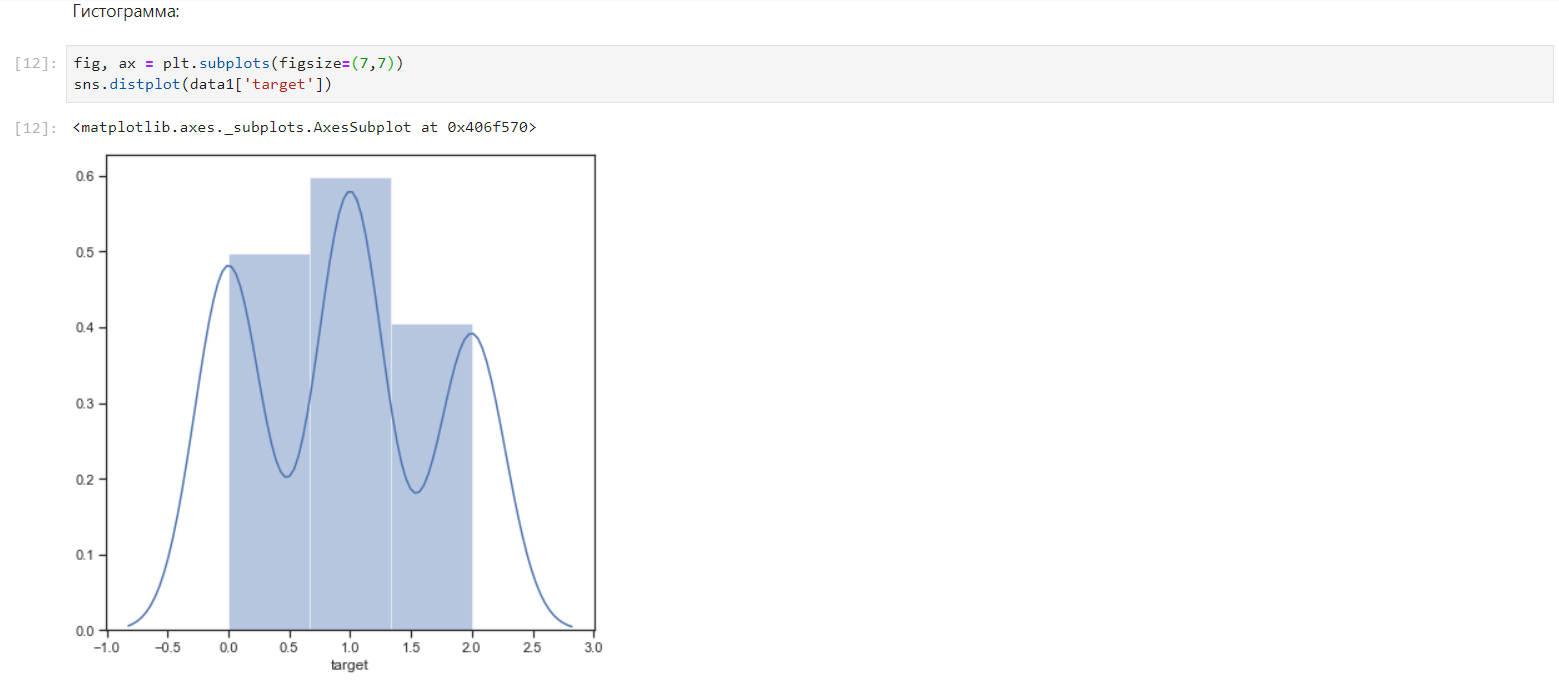 Гистограмма:
[12]: fig, ax = plt.subplots(figsize=(7,7))
sns.distplot(data1['target'])
[12]: <matplotlib.axes._subplots.AxesSubplot at 0x406f570>
0.6
0.5
0.4
0.3
0.2
0.1
0.0
−1.0 −0.5 0.0 0.5 1.0 1.5 2.0 2.5 3.0
target